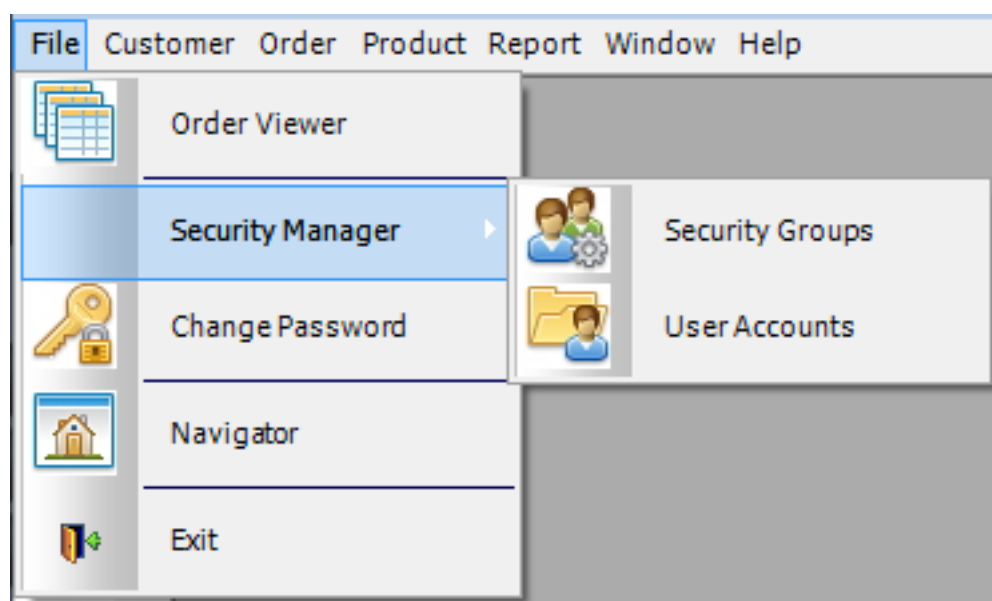 File Customer Order Product Report Window Help
Order Viewer
Security Manager
Security Groups
Change Password
User Accounts
Navigator
Exit